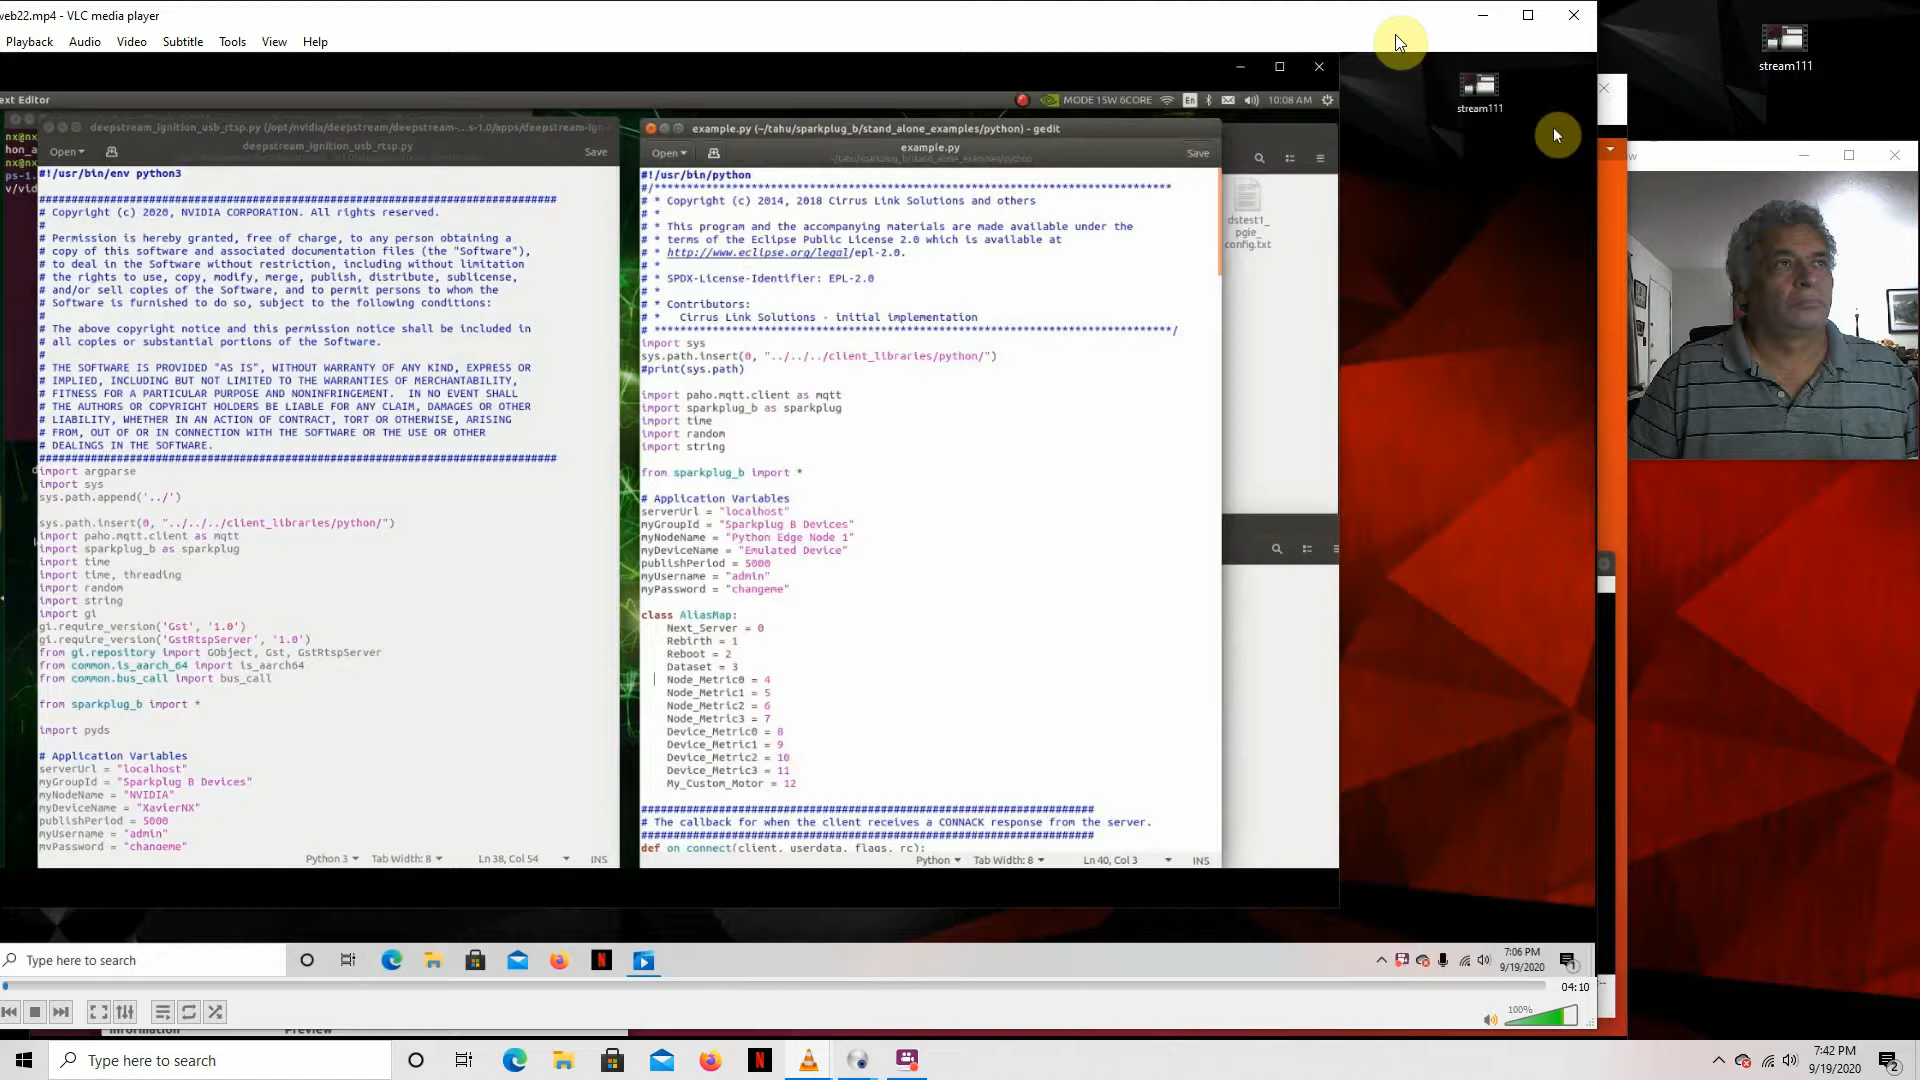 veb22.mp4 - VLC media player
Playback Audio Video Subtitle Tools View Help
stream111
stream111
ext Editor
MODE 15W 6CORE En 10:08 AM
deepstream_ignition_usb_rtsp.py (/opt/nvidia/deepstream/deepstream-...s-1.0/apps/deepstream-ign
Open
deepstream_ignition_usb_rtsp.py
Save
#!/usr/bin/env python3
###############################################################################
# Copyright (c) 2020, NVIDIA CORPORATION. All rights reserved.
#
# Permission is hereby granted, free of charge, to any person obtaining a
# copy of this software and associated documentation files (the "Software"),
# to deal in the Software without restriction, including without limitation
# the rights to use, copy, modify, merge, publish, distribute, sublicense,
# and/or sell copies of the Software, and to permit persons to whom the
# Software is furnished to do so, subject to the following conditions:
#
# The above copyright notice and this permission notice shall be included in
# all copies or substantial portions of the Software.
#
# THE SOFTWARE IS PROVIDED "AS IS", WITHOUT WARRANTY OF ANY KIND, EXPRESS OR
# IMPLIED, INCLUDING BUT NOT LIMITED TO THE WARRANTIES OF MERCHANTABILITY,
# FITNESS FOR A PARTICULAR PURPOSE AND NONINFRINGEMENT.  IN NO EVENT SHALL
# THE AUTHORS OR COPYRIGHT HOLDERS BE LIABLE FOR ANY CLAIM, DAMAGES OR OTHER
# LIABILITY, WHETHER IN AN ACTION OF CONTRACT, TORT OR OTHERWISE, ARISING
# FROM, OUT OF OR IN CONNECTION WITH THE SOFTWARE OR THE USE OR OTHER
# DEALINGS IN THE SOFTWARE.
###############################################################################
import argparse
import sys
sys.path.append('../')
sys.path.insert(0, "../../../client_libraries/python/")
import paho.mqtt.client as mqtt
import sparkplug_b as sparkplug
import time
import time, threading
import random
import string
import gi
gi.require_version('Gst', '1.0')
gi.require_version('GstRtspServer', '1.0')
from gi.repository import GObject, Gst, GstRtspServer
from common.is_aarch_64 import is_aarch64
from common.bus_call import bus_call
from sparkplug_b import *
import pyds
# Application Variables
serverUrl = "localhost"
myGroupId = "Sparkplug B Devices"
myNodeName = "NVIDIA"
myDeviceName = "XavierNX"
publishPeriod = 5000
myUsername = "admin"
myPassword = "changeme"
Python 3 Tab Width: 8 Ln 38, Col 54 INS
example.py (~/tahu/sparkplug_b/stand_alone_examples/python) - gedit
Open
example.py
~/tahu/sparkplug_b/stand_alone_examples/python
Save
#!/usr/bin/python
#/********************************************************************************
# * Copyright (c) 2014, 2018 Cirrus Link Solutions and others
# *
# * This program and the accompanying materials are made available under the
# * terms of the Eclipse Public License 2.0 which is available at
# * http://www.eclipse.org/legal/epl-2.0.
# *
# * SPDX-License-Identifier: EPL-2.0
# *
# * Contributors:
# *   Cirrus Link Solutions - initial implementation
# ********************************************************************************/
import sys
sys.path.insert(0, "../../../client_libraries/python/")
#print(sys.path)
import paho.mqtt.client as mqtt
import sparkplug_b as sparkplug
import time
import random
import string
from sparkplug_b import *
# Application Variables
serverUrl = "localhost"
myGroupId = "Sparkplug B Devices"
myNodeName = "Python Edge Node 1"
myDeviceName = "Emulated Device"
publishPeriod = 5000
myUsername = "admin"
myPassword = "changeme"
class AliasMap:
Next_Server = 0
Rebirth = 1
Reboot = 2
Dataset = 3
Node_Metric0 = 4
Node_Metric1 = 5
Node_Metric2 = 6
Node_Metric3 = 7
Device_Metric0 = 8
Device_Metric1 = 9
Device_Metric2 = 10
Device_Metric3 = 11
My_Custom_Motor = 12
######################################################################
# The callback for when the client receives a CONNACK response from the server.
######################################################################
def on_connect(client, userdata, flags, rc):
Python Tab Width: 8 Ln 40, Col 3 INS
dstest1_
pgie_
config.txt
Type here to search
7:06 PM
9/19/2020
04:10
100%
Information Preview
Type here to search
7:42 PM
9/19/2020
2